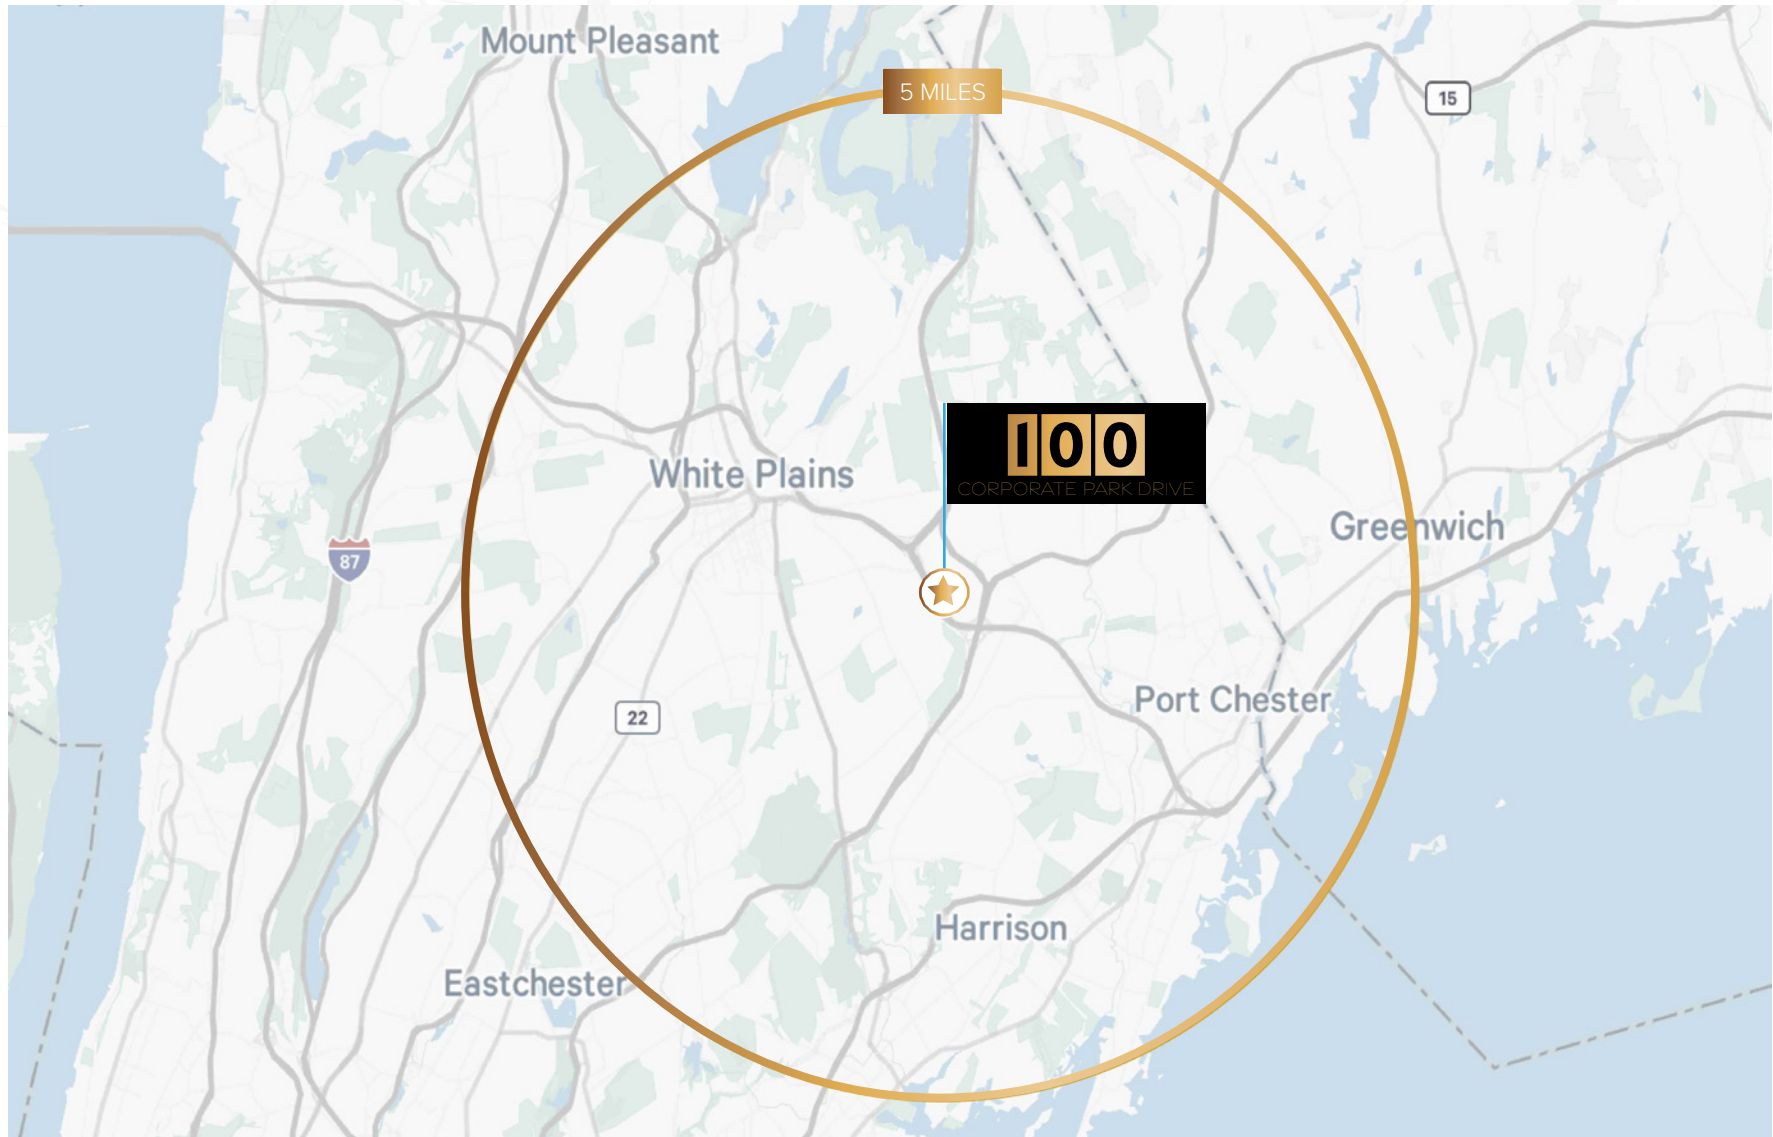 Mount Pleasant
5 MILES
15
100
CORPORATE PARK DRIVE
White Plains
Greenwich
87
Port Chester
22
Harrison
Eastchester